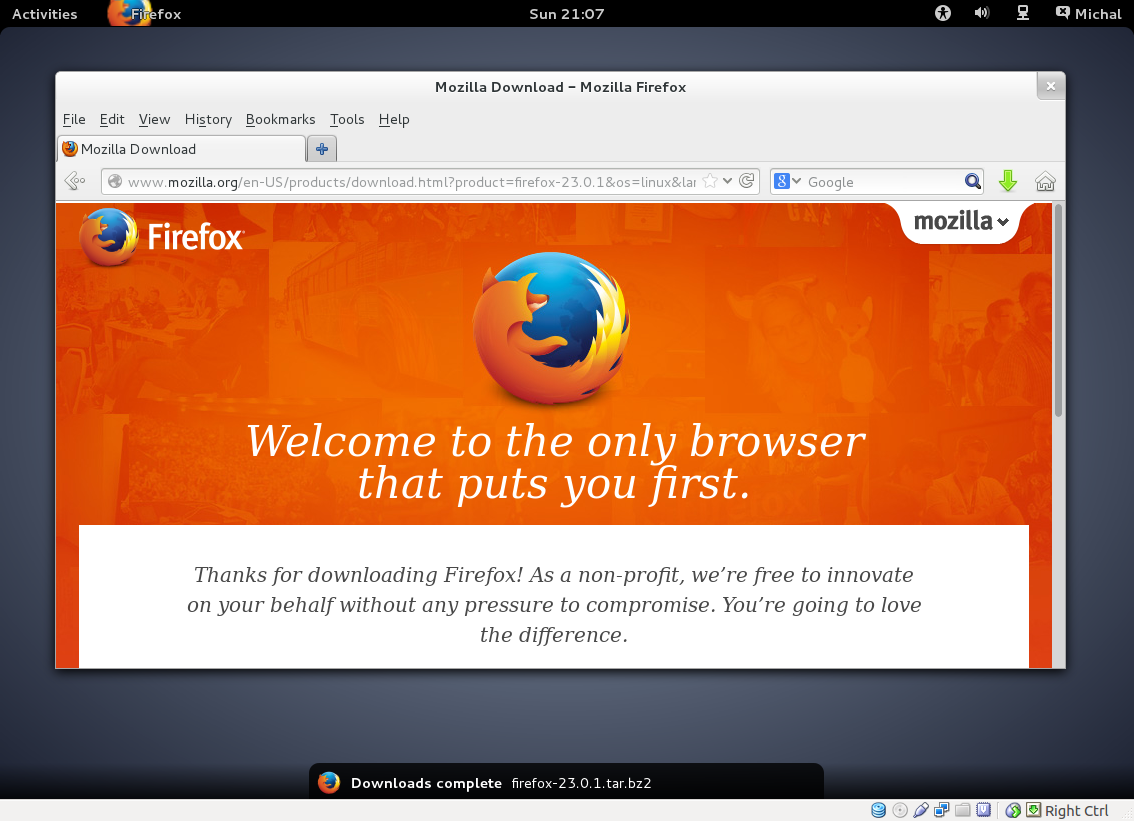 Activities Firefox Sun 21:07 Michal
Mozilla Download – Mozilla Firefox
File Edit View History Bookmarks Tools Help
Mozilla Download
www.mozilla.org/en-US/products/download.html?product=firefox-23.0.1&os=linux&lan Google
Firefox mozilla
Welcome to the only browser
that puts you first.
Thanks for downloading Firefox! As a non-profit, we’re free to innovate
on your behalf without any pressure to compromise. You’re going to love
the difference.
Downloads complete firefox-23.0.1.tar.bz2
Right Ctrl